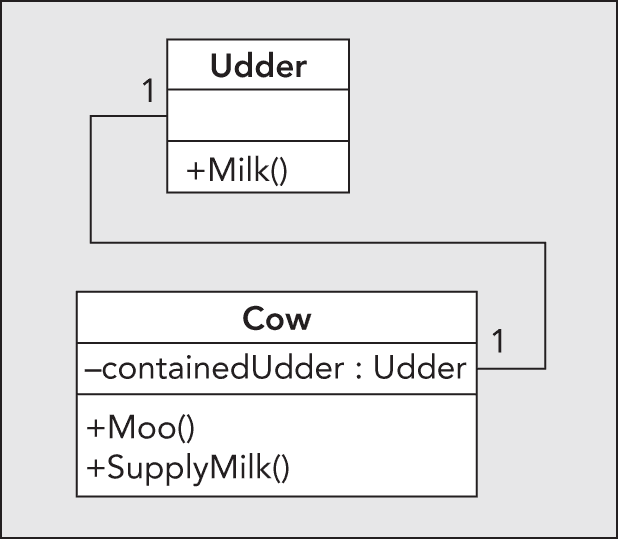 Udder
1
+Milk()
Cow
1
–containedUdder : Udder
+Moo()
+SupplyMilk()